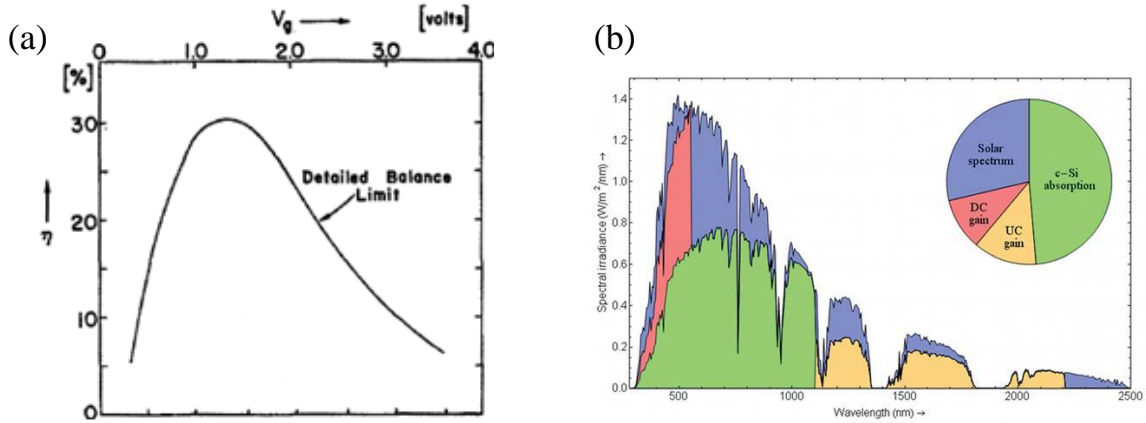 (a)
V_g ⟶ [volts]
0 1.0 2.0 3.0 4.0
[%]
30
20
10
0
η ⟶
Detailed Balance
Limit
(b)
Spectral irradiance (W/m²/nm) →
1.4
1.2
1.0
0.8
0.6
0.4
0.2
0.0
500 1000 1500 2000 2500
Wavelength (nm) →
Solar
spectrum
c-Si
absorption
DC
gain
UC
gain